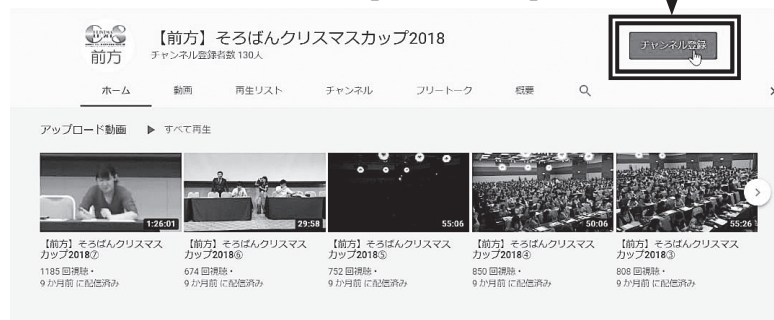 前方
【前方】そろばんクリスマスカップ2018
チャンネル登録者数 130人
チャンネル登録
ホーム
動画
再生リスト
チャンネル
フリートーク
概要
アップロード動画 ▶ すべて再生
1:26:01
29:58
55:06
50:06
55:26
【前方】そろばんクリスマス
カップ2018⑦
1185 回視聴・
9 か月前 に配信済み
【前方】そろばんクリスマス
カップ2018⑥
674 回視聴・
9 か月前 に配信済み
【前方】そろばんクリスマス
カップ2018⑤
752 回視聴・
9 か月前 に配信済み
【前方】そろばんクリスマス
カップ2018④
850 回視聴・
9 か月前 に配信済み
【前方】そろばんクリスマス
カップ2018③
808 回視聴・
9 か月前 に配信済み